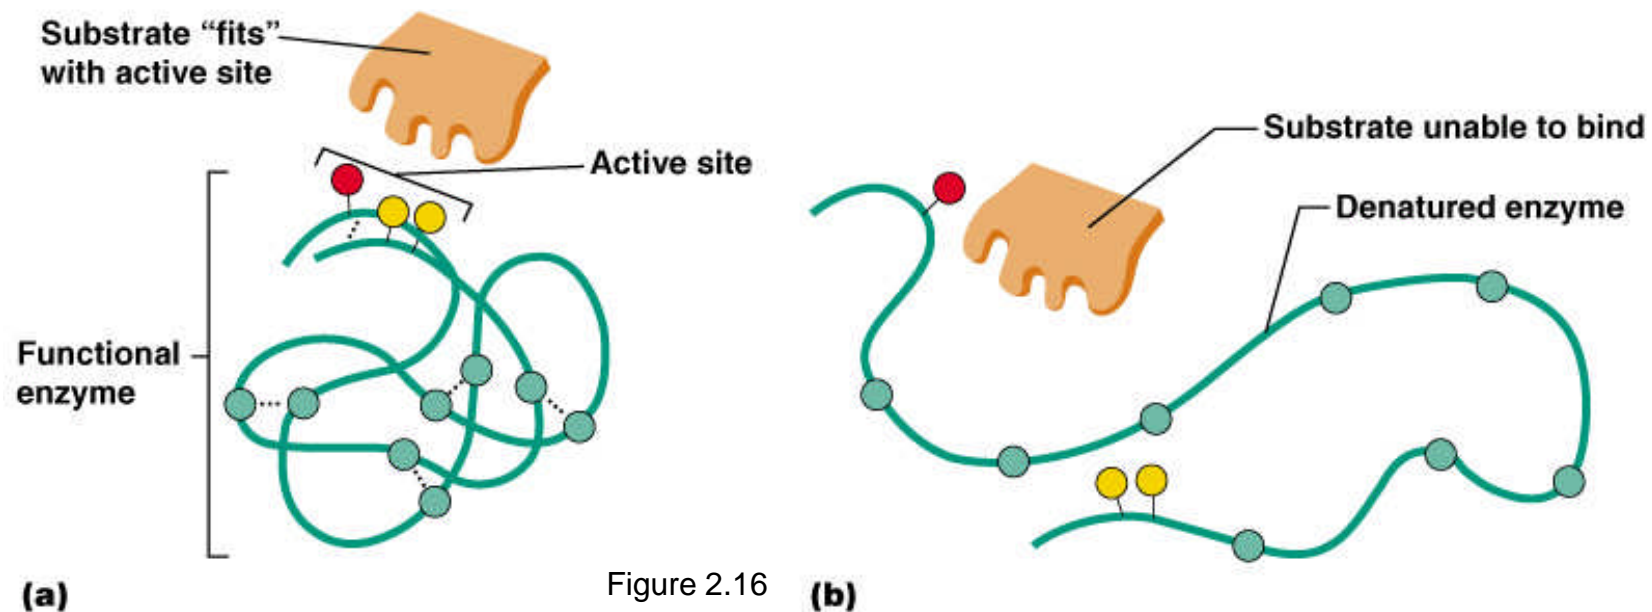 Substrate “fits”
with active site
Active site
Functional
enzyme
(a)
Figure 2.16
Substrate unable to bind
Denatured enzyme
(b)